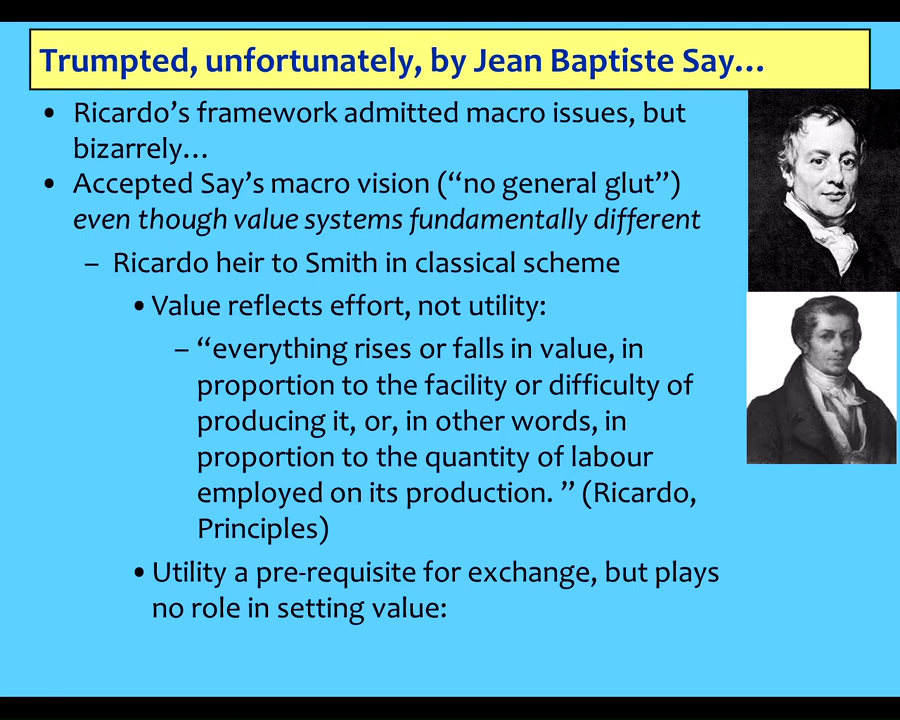 Trumpted, unfortunately, by Jean Baptiste Say…
• Ricardo’s framework admitted macro issues, but
bizarrely…
• Accepted Say’s macro vision (“no general glut”)
even though value systems fundamentally different
– Ricardo heir to Smith in classical scheme
• Value reflects effort, not utility:
– “everything rises or falls in value, in
proportion to the facility or difficulty of
producing it, or, in other words, in
proportion to the quantity of labour
employed on its production. ” (Ricardo,
Principles)
• Utility a pre-requisite for exchange, but plays
no role in setting value: